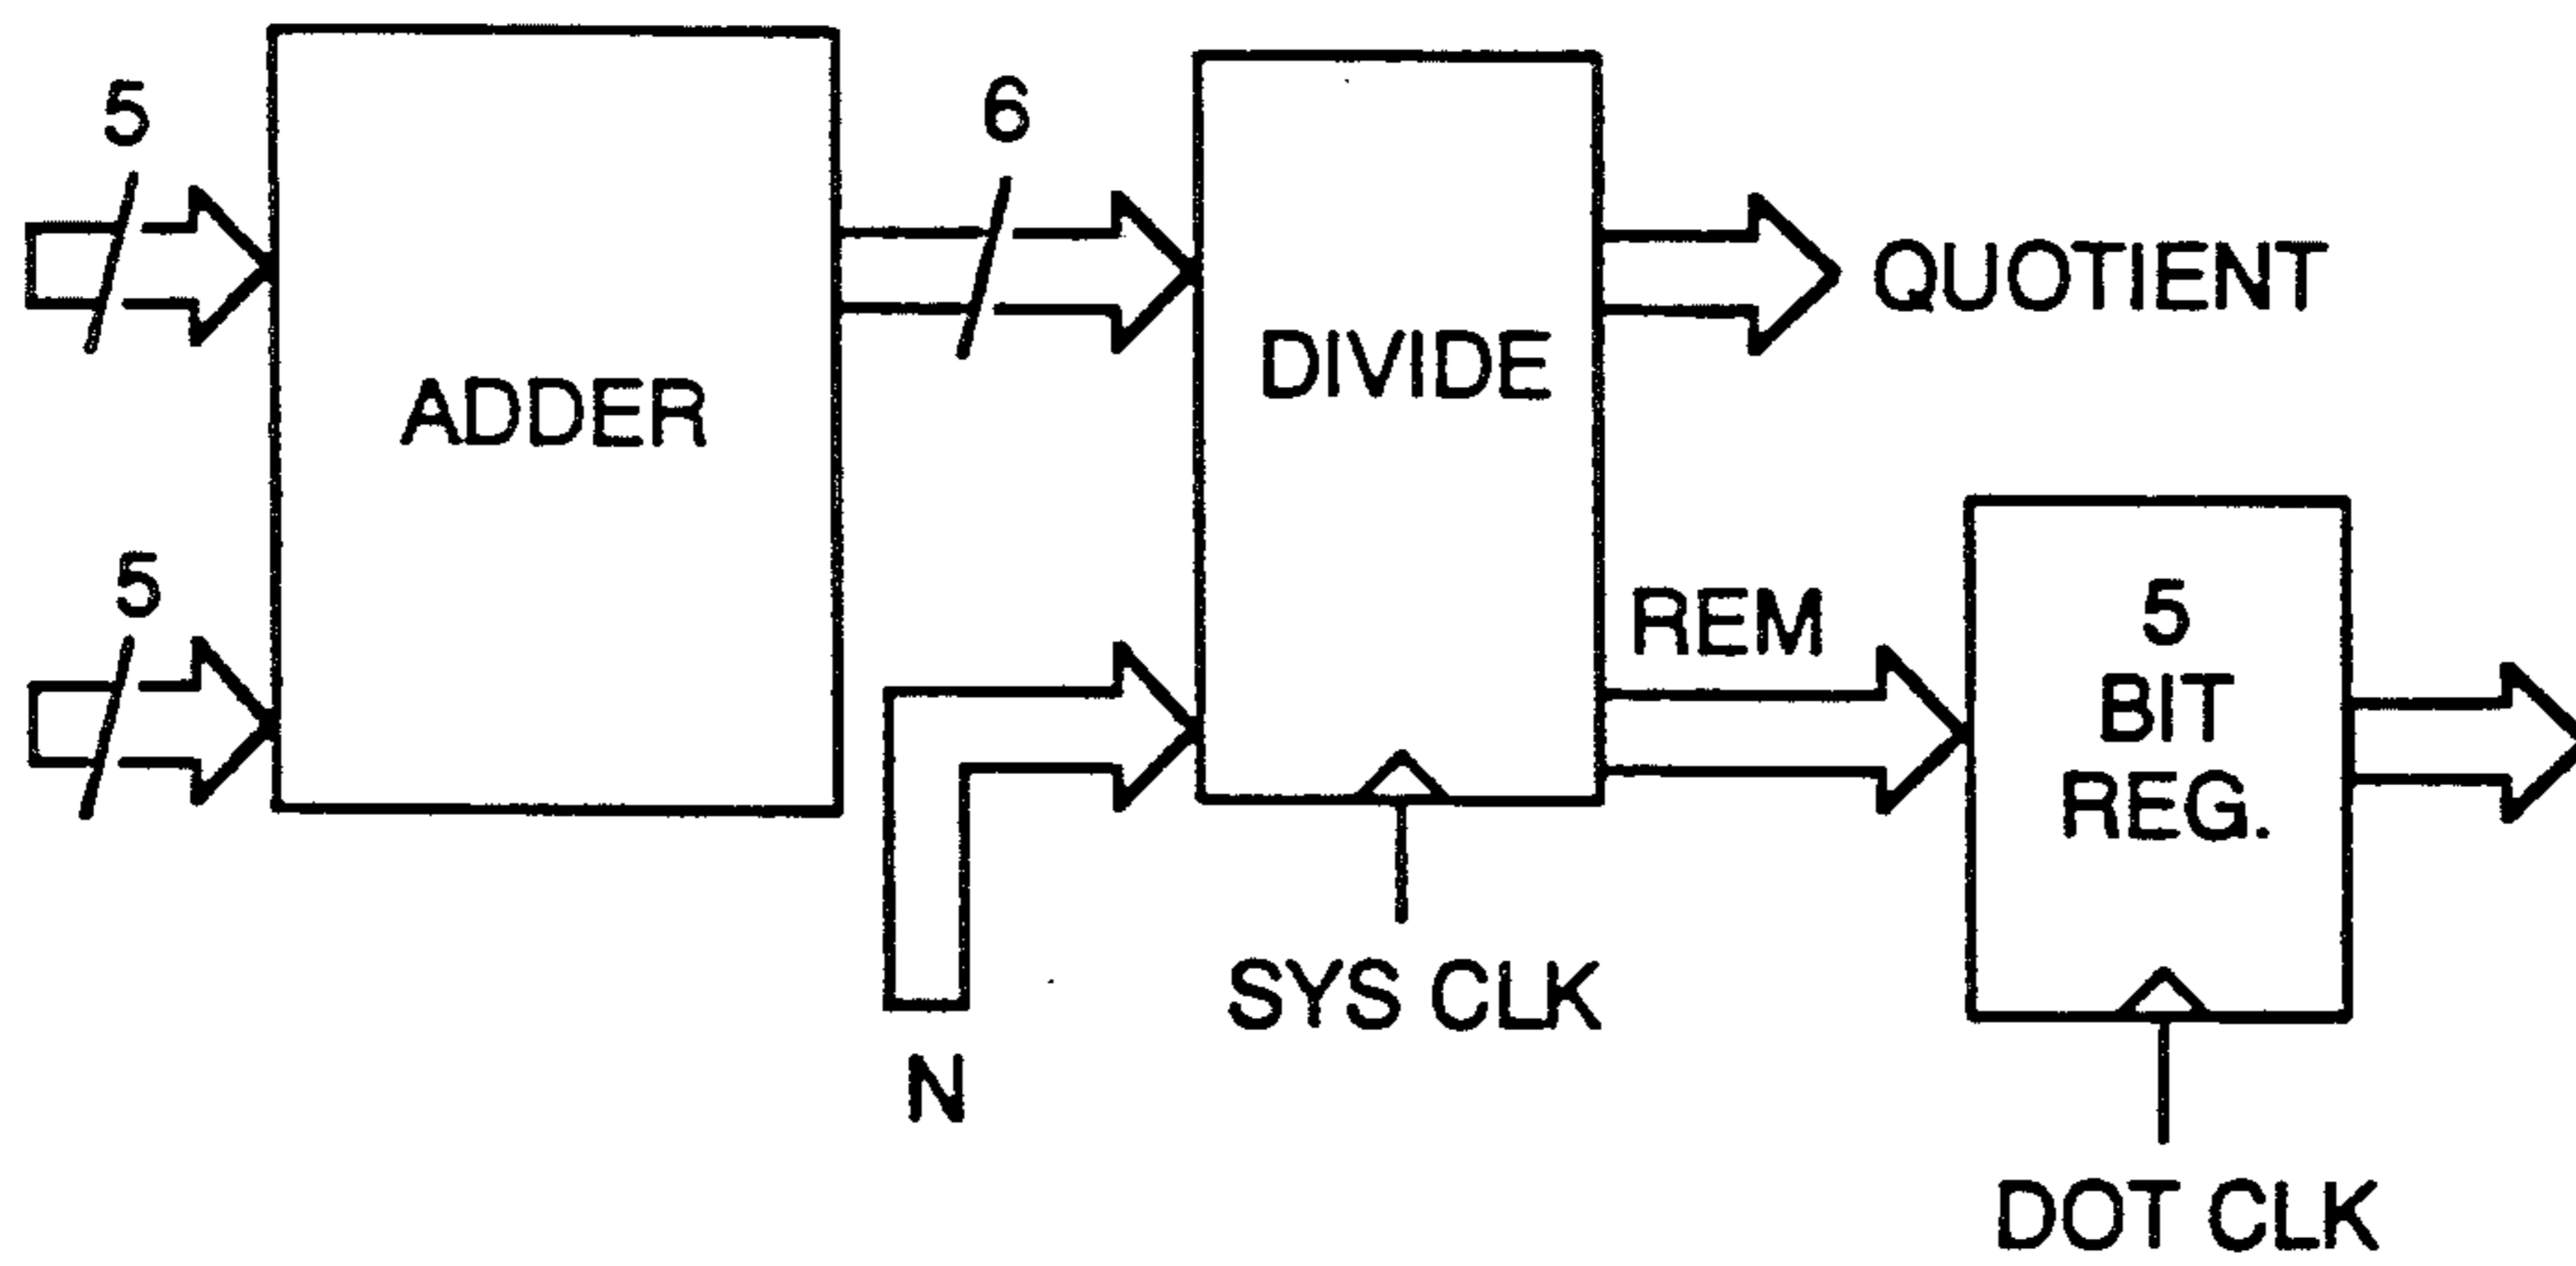 5
6
5
ADDER
DIVIDE
QUOTIENT
REM
5
BIT
REG.
N
SYS CLK
DOT CLK